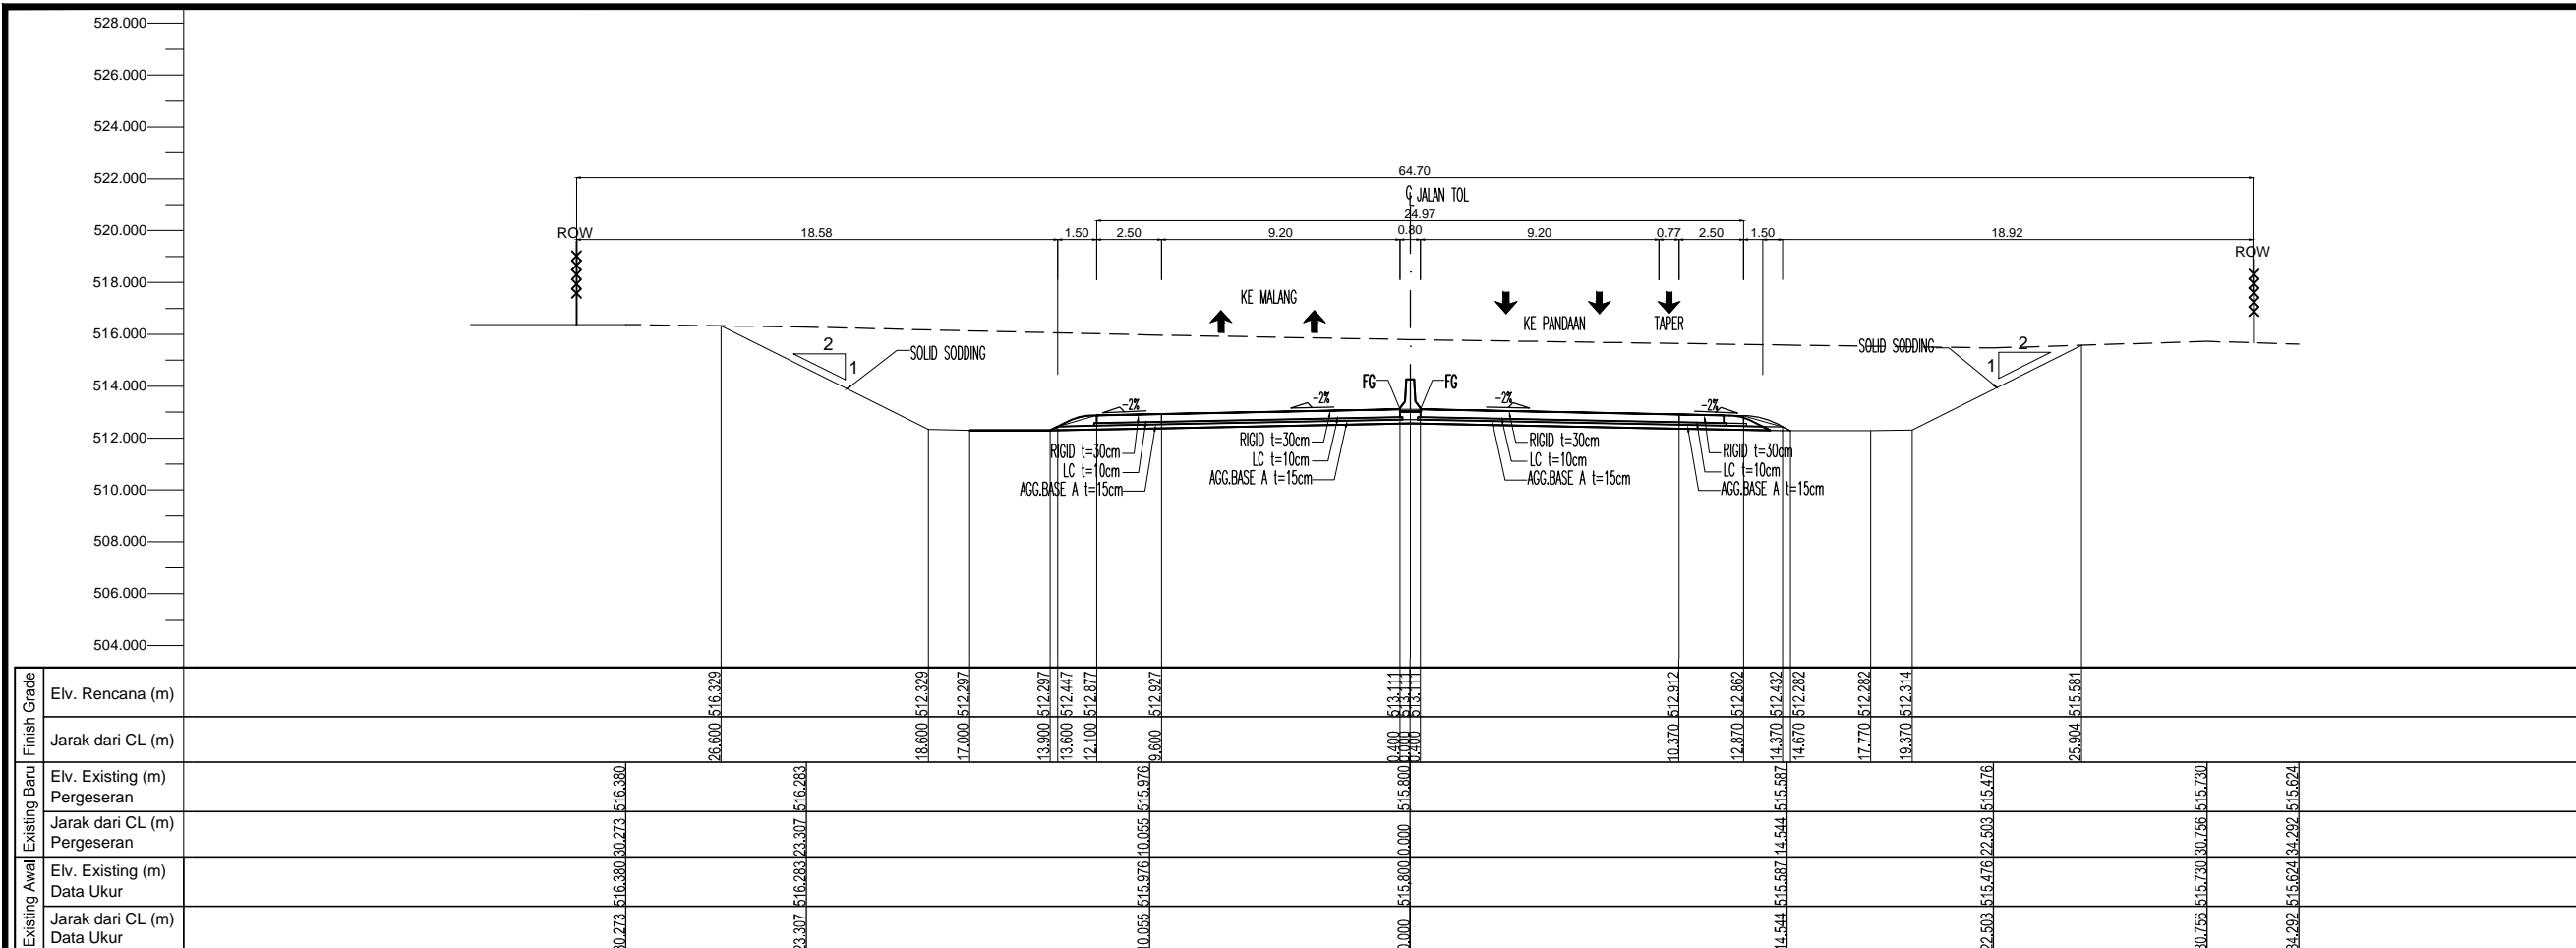 528.000
526.000
524.000
522.000
520.000
518.000
516.000
514.000
512.000
510.000
508.000
506.000
504.000
64.70
CL JALAN TOL
24.97
ROW
18.58
1.50
2.50
9.20
0.80
9.20
0.77
2.50
1.50
18.92
ROW
KE MALANG
KE PANDAAN
TAPER
2
1
SOLID SODDING
SOLID SODDING
2
1
FG
FG
-2%
-2%
-2%
-2%
RIGID t=30cm
LC t=10cm
AGG.BASE A t=15cm
RIGID t=30cm
LC t=10cm
AGG.BASE A t=15cm
RIGID t=30cm
LC t=10cm
AGG.BASE A t=15cm
RIGID t=30cm
LC t=10cm
AGG.BASE A t=15cm
Finish Grade
Elv. Rencana (m)
516.329
512.329
512.297
512.297
512.447
512.877
512.927
513.111
513.111
513.111
512.912
512.862
512.432
512.282
512.282
512.314
515.581
Jarak dari CL (m)
26.600
18.600
17.000
13.900
13.600
12.100
9.600
0.400
0.000
0.400
10.370
12.870
14.370
14.670
17.770
19.370
25.904
Existing Baru
Elv. Existing (m)
Pergeseran
516.380
516.283
515.976
515.800
515.587
515.476
515.730
515.624
Jarak dari CL (m)
Pergeseran
30.273
23.307
10.055
0.000
14.544
22.503
30.756
34.292
Existing Awal
Elv. Existing (m)
Data Ukur
516.380
516.283
515.976
515.800
515.587
515.476
515.730
515.624
Jarak dari CL (m)
Data Ukur
30.273
23.307
10.055
0.000
14.544
22.503
30.756
34.292